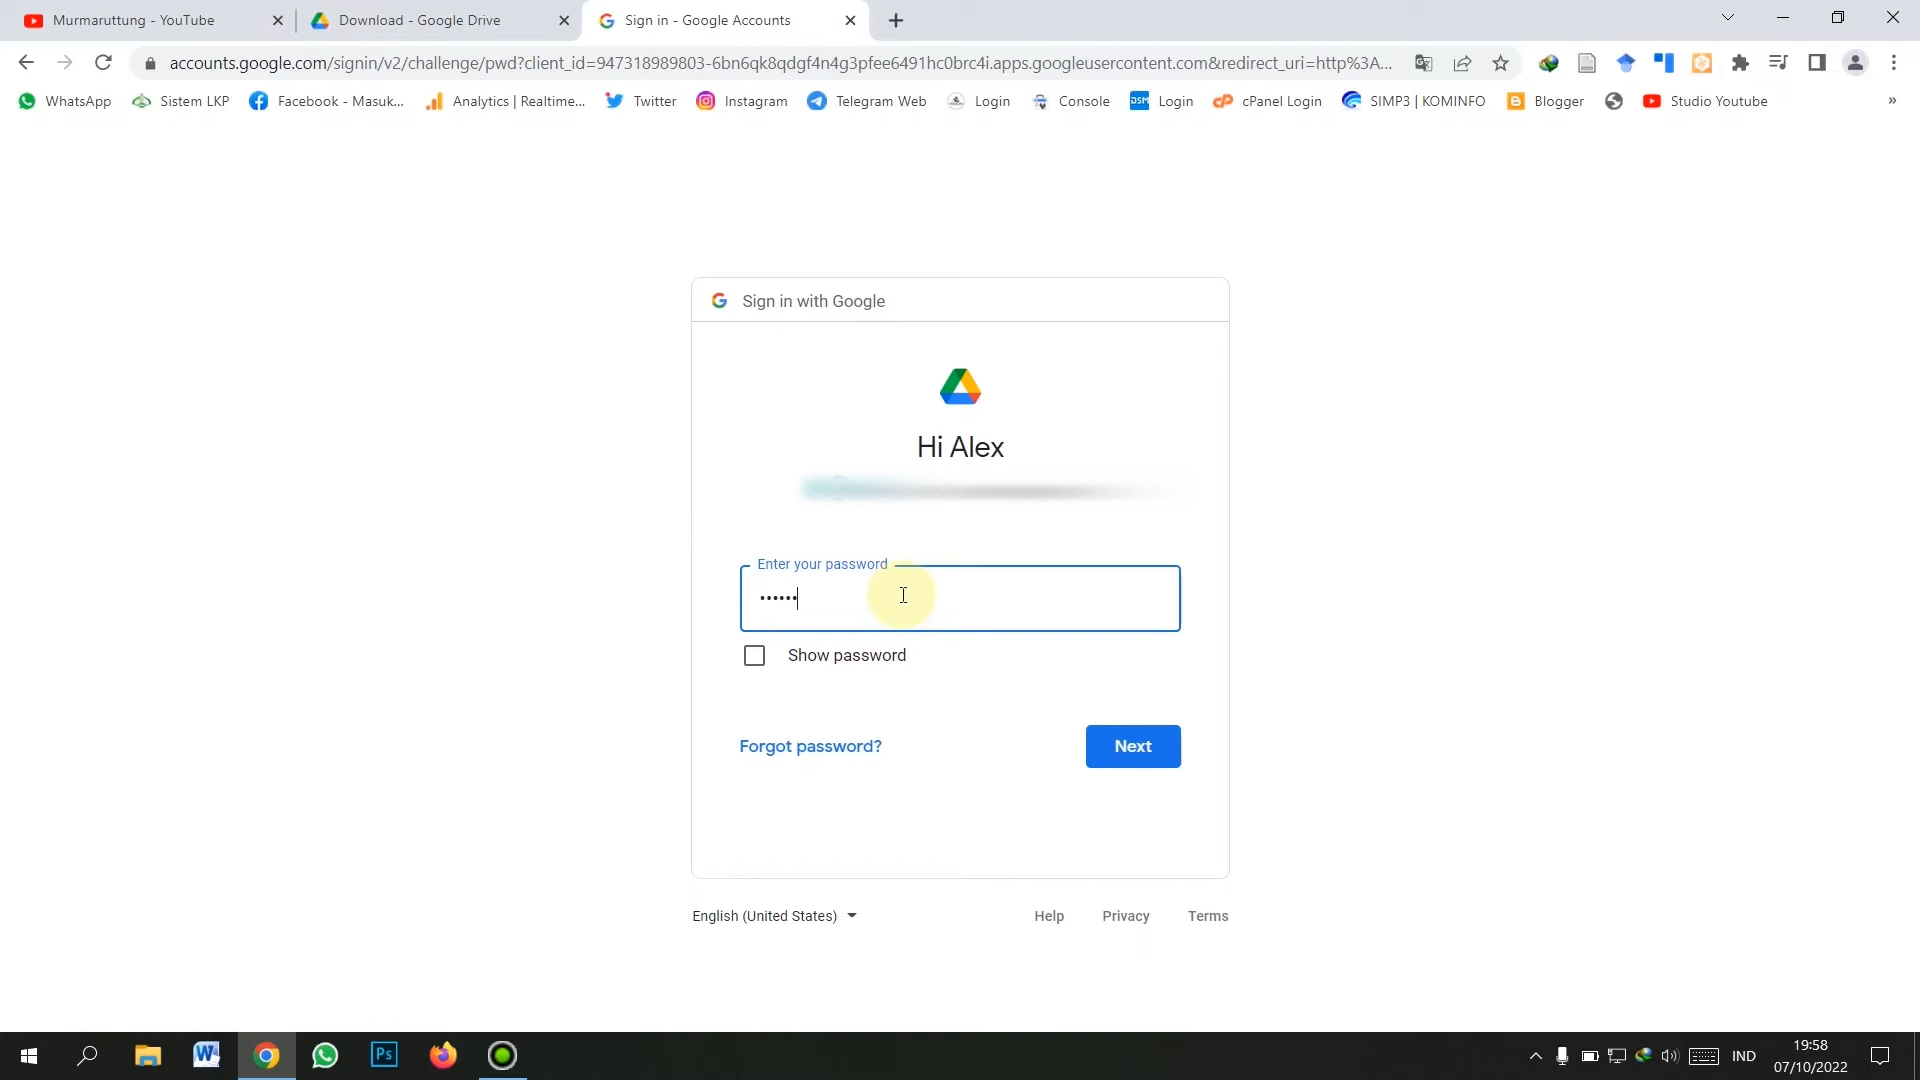 Murmaruttung - YouTube
Download - Google Drive
Sign in - Google Accounts
accounts.google.com/signin/v2/challenge/pwd?client_id=947318989803-6bn6qk8qdgf4n4g3pfee6491hc0brc4i.apps.googleusercontent.com&redirect_uri=http%3A...
WhatsApp
Sistem LKP
Facebook - Masuk...
Analytics | Realtime...
Twitter
Instagram
Telegram Web
Login
Console
DSM
Login
cP
cPanel Login
SIMP3 | KOMINFO
Blogger
Studio Youtube
»
Sign in with Google
Hi Alex
Enter your password
••••••
Show password
Forgot password?
Next
English (United States)
Help
Privacy
Terms
W
Ps
IND
19:58
07/10/2022